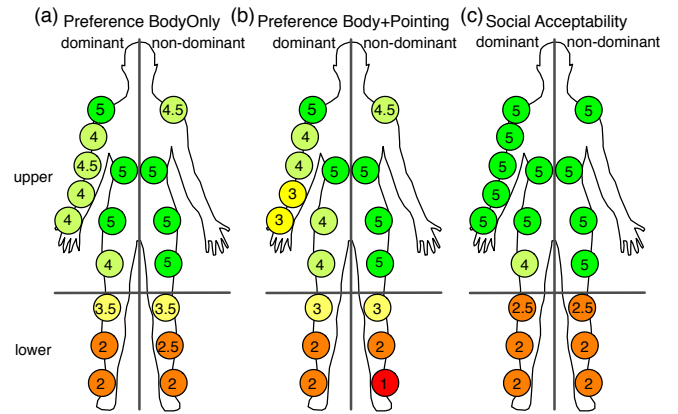 (a) Preference BodyOnly (b) Preference Body+Pointing (c) Social Acceptability
dominant non-dominant dominant non-dominant dominant non-dominant
5 4.5 5 4.5 5 5
4 4 5
4.5 5 5 4 5 5 5 5 5
4 3 5
4 5 5 3 4 5 5 5 5
upper
4 5 4 5 4 5
3.5 3.5 3 3 2.5 2.5
lower
2 2.5 2 2 2 2
2 2 2 1 2 2